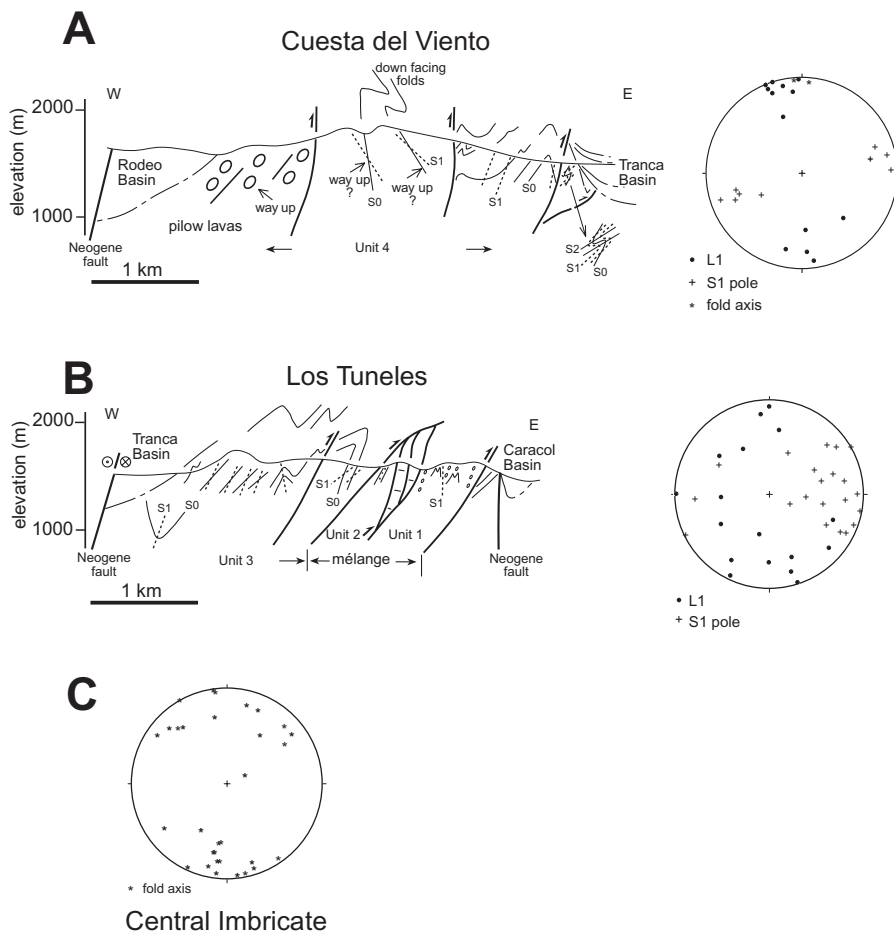 A
Cuesta del Viento
down facing
folds
W
E
elevation (m)
2000
1000
Rodeo
Basin
way up
pilow lavas
way up
?
S0
way up
?
S1
S1
S0
Tranca
Basin
S2
S1
S0
Neogene
fault
Unit 4
1 km
L1
+ S1 pole
* fold axis
B
Los Tuneles
W
E
elevation (m)
2000
1000
Tranca
Basin
Caracol
Basin
S1
S0
S1
S0
S1
Unit 2
Unit 1
Neogene
fault
Unit 3
mélange
Neogene
fault
1 km
L1
+ S1 pole
C
* fold axis
Central Imbricate